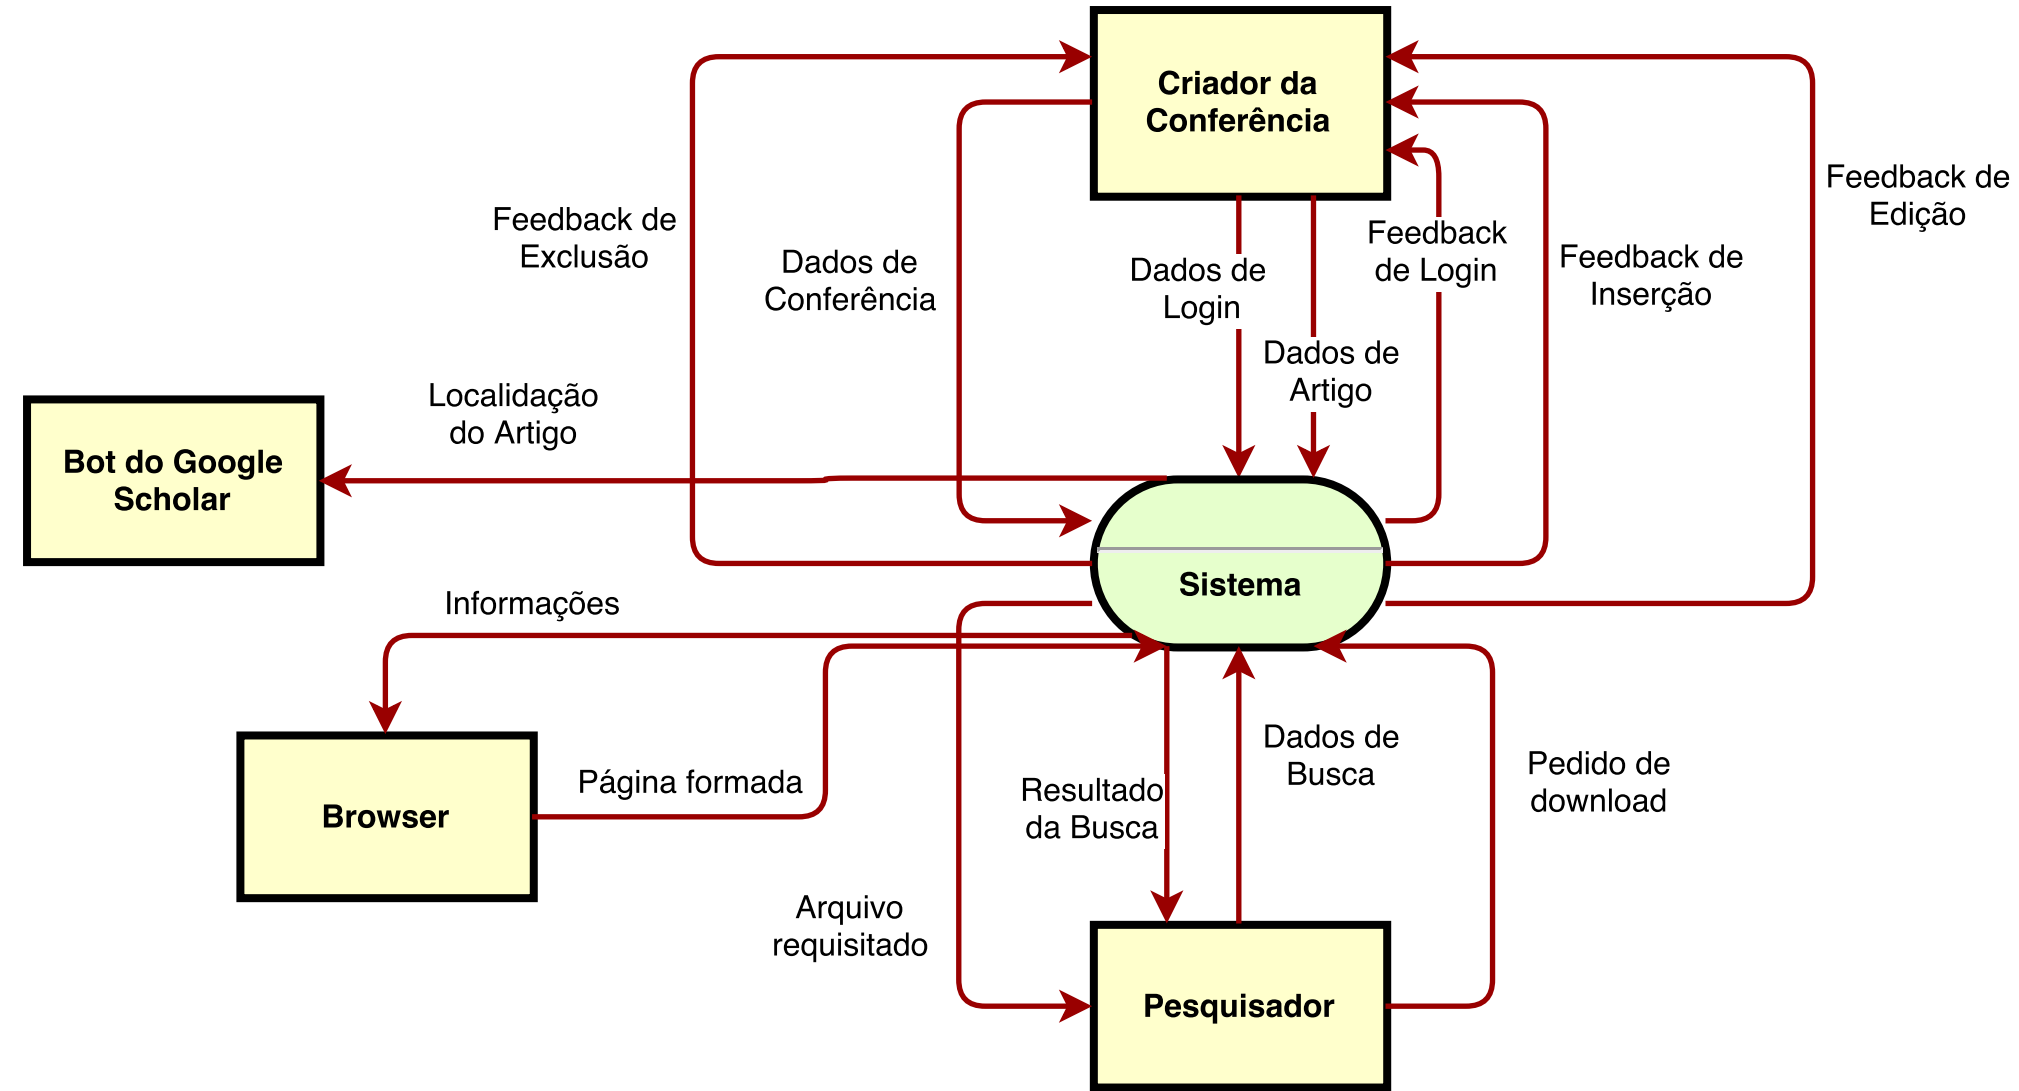 Criador da
Conferência
Feedback de
Edição
Feedback de
Exclusão
Feedback
de Login
Dados de
Conferência
Dados de
Login
Feedback de
Inserção
Dados de
Artigo
Localidação
do Artigo
Bot do Google
Scholar
Sistema
Informações
Dados de
Busca
Pedido de
download
Página formada
Resultado
da Busca
Browser
Arquivo
requisitado
Pesquisador